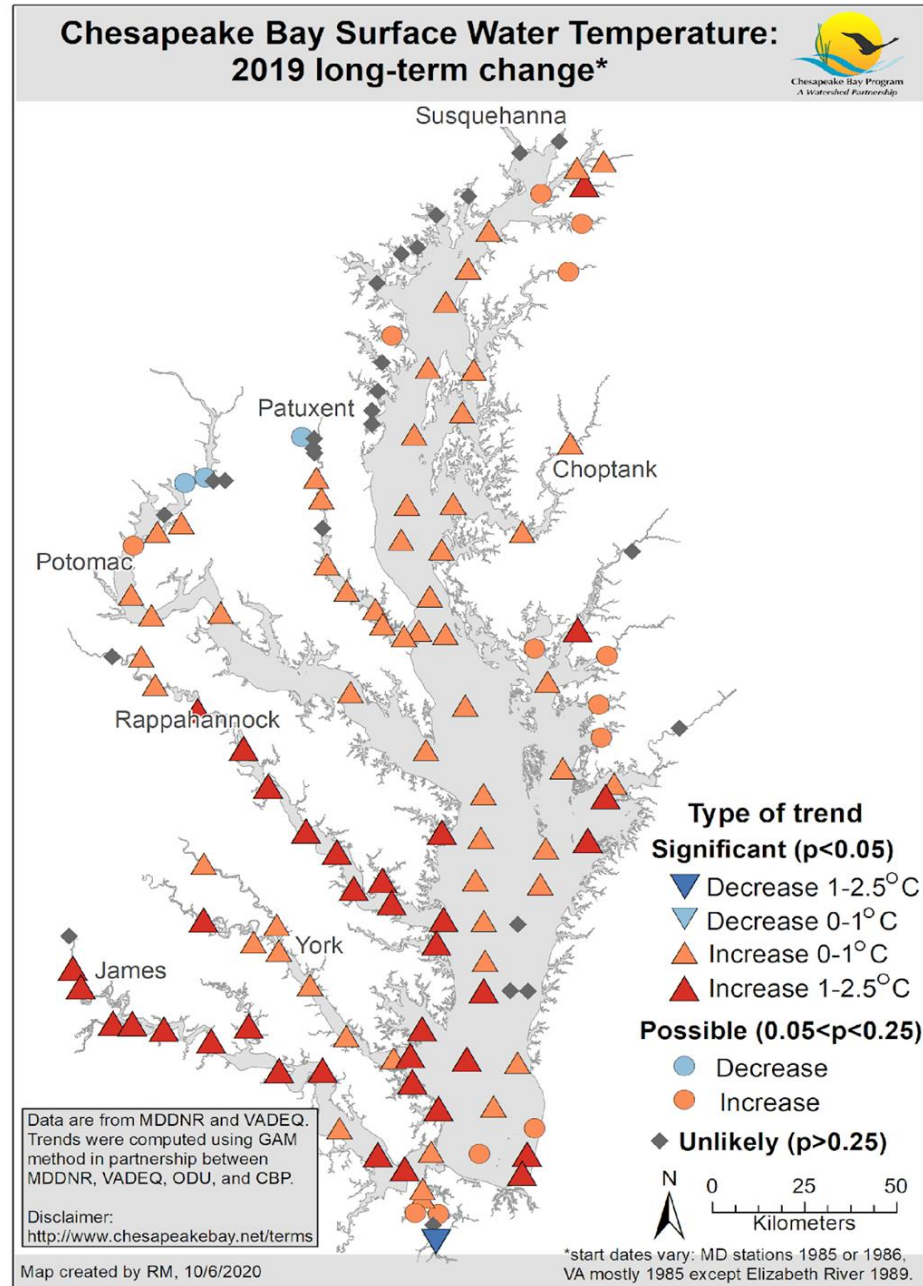 Chesapeake Bay Surface Water Temperature:
2019 long-term change*
Chesapeake Bay Program
A Watershed Partnership
Susquehanna
Patuxent
Choptank
Potomac
Rappahannock
York
James
Type of trend
Significant (p<0.05)
Decrease 1-2.5°C
Decrease 0-1°C
Increase 0-1°C
Increase 1-2.5°C
Possible (0.05<p<0.25)
Decrease
Increase
Unlikely (p>0.25)
N
0 25 50
Kilometers
Data are from MDDNR and VADEQ.
Trends were computed using GAM
method in partnership between
MDDNR, VADEQ, ODU, and CBP.
Disclaimer:
http://www.chesapeakebay.net/terms
Map created by RM, 10/6/2020
*start dates vary: MD stations 1985 or 1986,
VA mostly 1985 except Elizabeth River 1989.